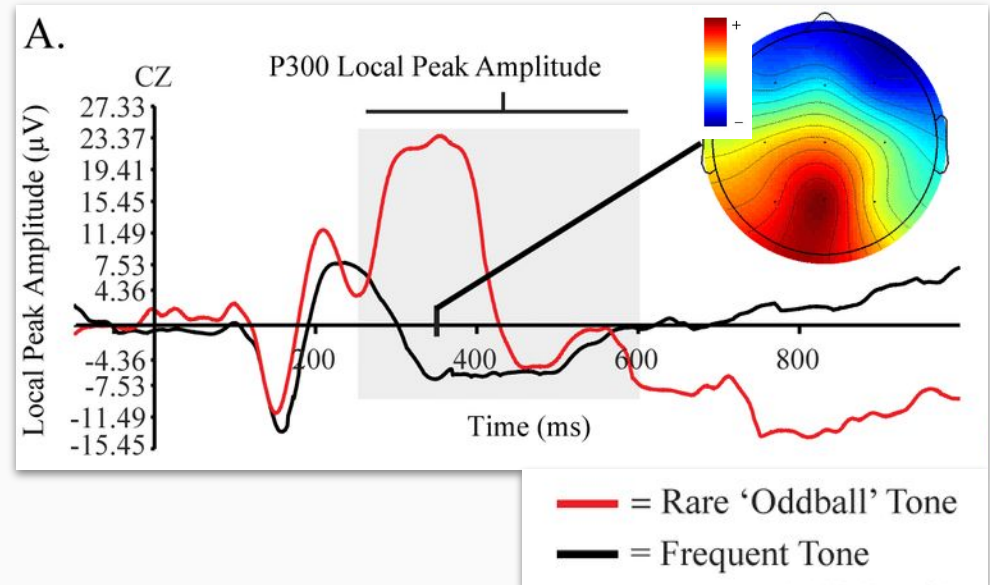 A.
CZ
P300 Local Peak Amplitude
+
−
Local Peak Amplitude (µV)
27.33
23.37
19.41
15.45
11.49
7.53
4.36
-4.36
-7.53
-11.49
-15.45
200
400
600
800
Time (ms)
= Rare ‘Oddball’ Tone
= Frequent Tone